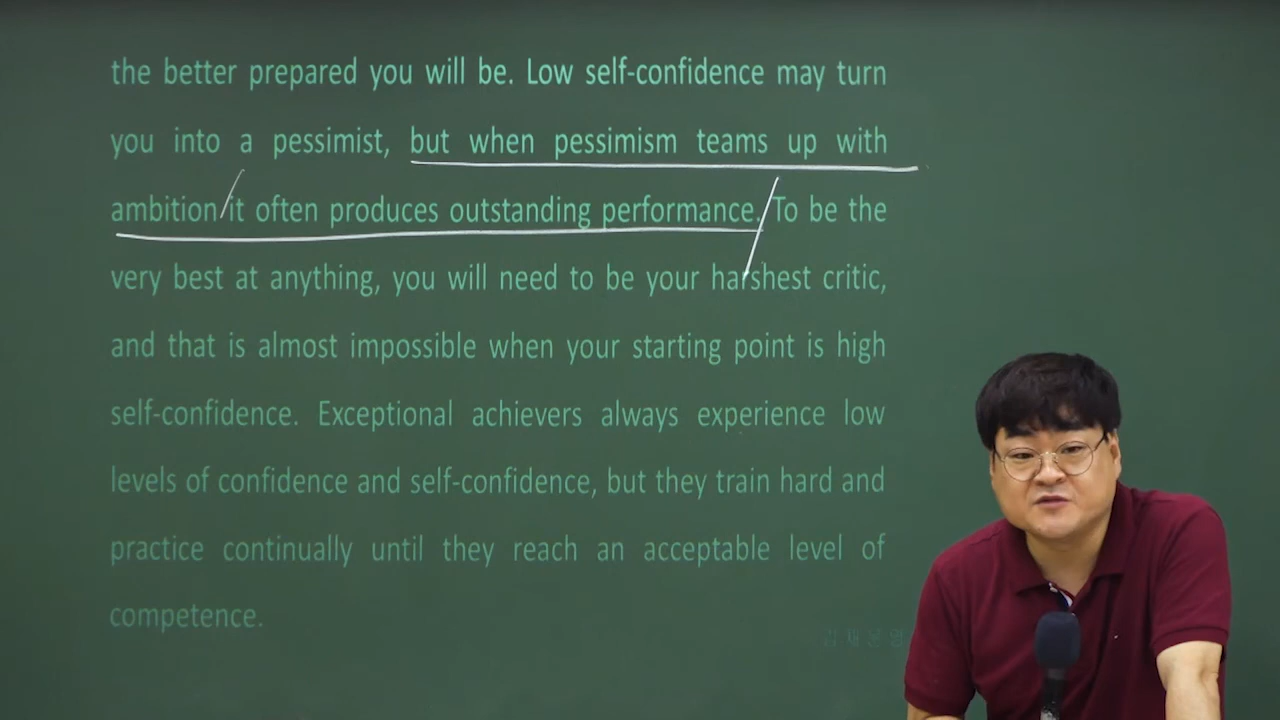 the better prepared you will be. Low self-confidence may turn
you into a pessimist, but when pessimism teams up with
ambition it often produces outstanding performance. To be the
very best at anything, you will need to be your harshest critic,
and that is almost impossible when your starting point is high
self-confidence. Exceptional achievers always experience low
levels of confidence and self-confidence, but they train hard and
practice continually until they reach an acceptable level of
competence.